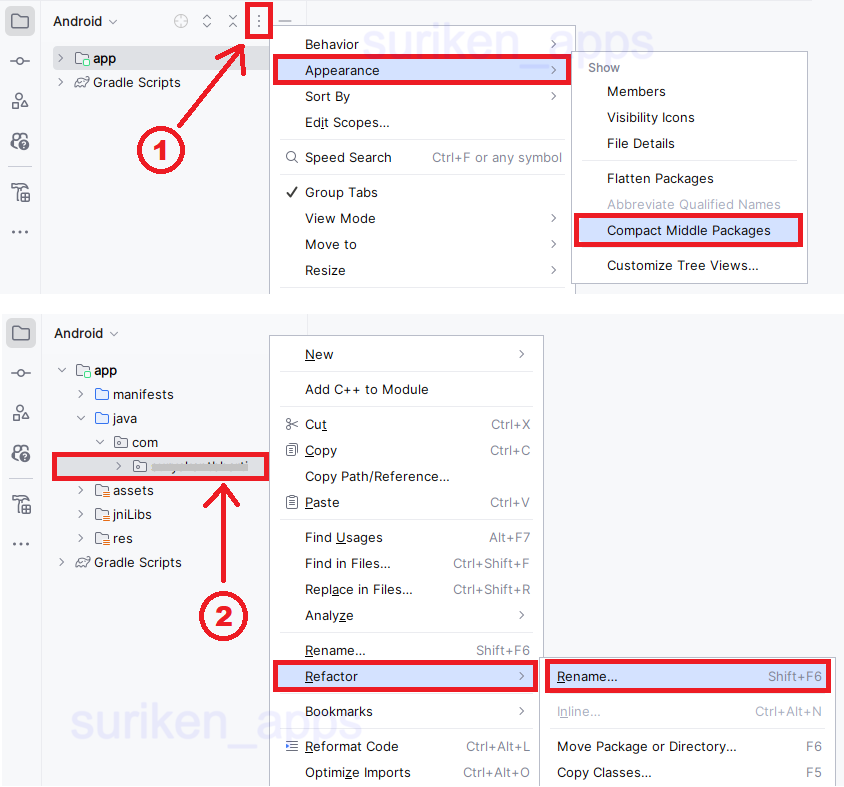 Android
app
Gradle Scripts
1
suriken_apps
Behavior
Appearance
Sort By
Edit Scopes...
Speed Search Ctrl+F or any symbol
Group Tabs
View Mode
Move to
Resize
Show
Members
Visibility Icons
File Details
Flatten Packages
Abbreviate Qualified Names
Compact Middle Packages
Customize Tree Views...
Android
app
manifests
java
com
assets
jniLibs
res
Gradle Scripts
2
suriken_apps
New
Add C++ to Module
Cut Ctrl+X
Copy Ctrl+C
Copy Path/Reference...
Paste Ctrl+V
Find Usages Alt+F7
Find in Files... Ctrl+Shift+F
Replace in Files... Ctrl+Shift+R
Analyze
Rename... Shift+F6
Refactor
Bookmarks
Reformat Code Ctrl+Alt+L
Optimize Imports Ctrl+Alt+O
Rename... Shift+F6
Inline... Ctrl+Alt+N
Move Package or Directory... F6
Copy Classes... F5